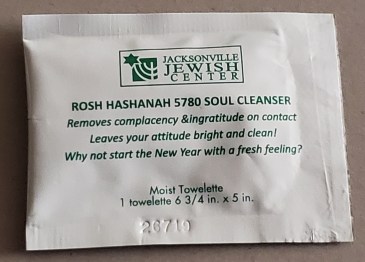 JACKSONVILLE
JEWISH
CENTER
ROSH HASHANAH 5780 SOUL CLEANSER
Removes complacency &ingratitude on contact
Leaves your attitude bright and clean!
Why not start the New Year with a fresh feeling?
Moist Towelette
1 towelette 6 3/4 in. x 5 in.